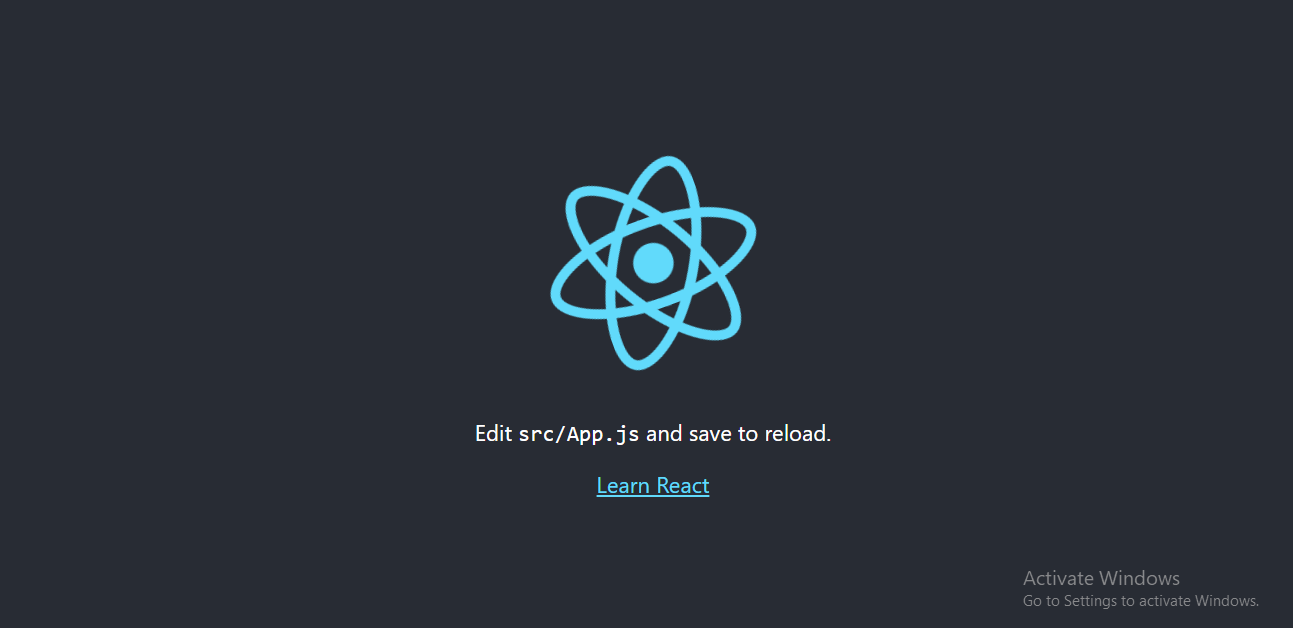 Edit src/App.js and save to reload.
Learn React
Activate Windows
Go to Settings to activate Windows.